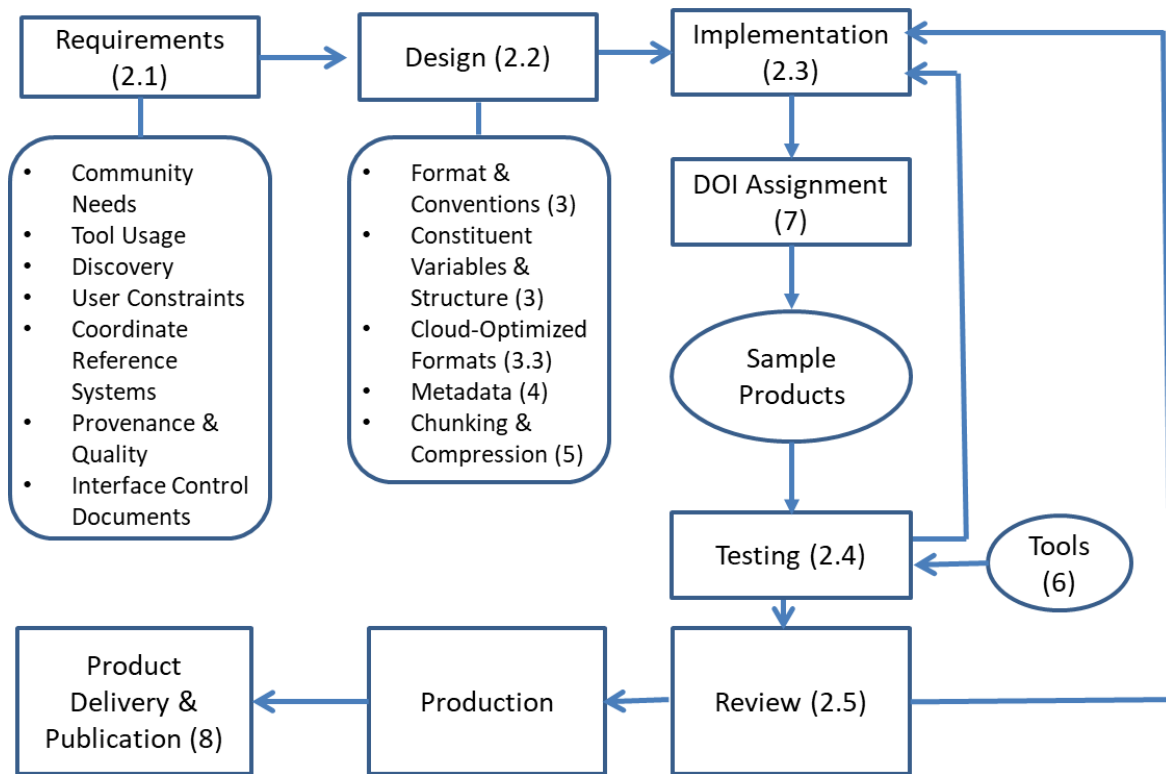 Requirements
(2.1)
Design (2.2)
Implementation
(2.3)
• Community
Needs
• Tool Usage
• Discovery
• User Constraints
• Coordinate
Reference
Systems
• Provenance &
Quality
• Interface Control
Documents
• Format &
Conventions (3)
• Constituent
Variables &
Structure (3)
• Cloud-Optimized
Formats (3.3)
• Metadata (4)
• Chunking &
Compression (5)
DOI Assignment
(7)
Sample
Products
Testing (2.4)
Tools
(6)
Product
Delivery &
Publication (8)
Production
Review (2.5)